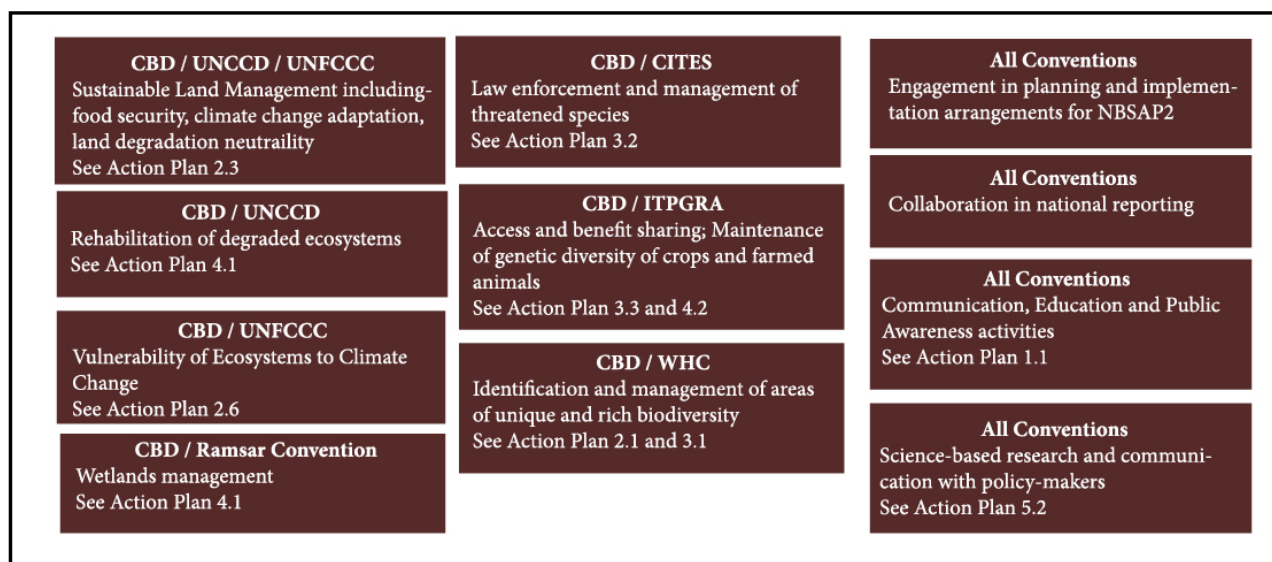 CBD / UNCCD / UNFCCC
Sustainable Land Management including-
food security, climate change adaptation,
land degradation neutraility
See Action Plan 2.3
CBD / UNCCD
Rehabilitation of degraded ecosystems
See Action Plan 4.1
CBD / UNFCCC
Vulnerability of Ecosystems to Climate
Change
See Action Plan 2.6
CBD / Ramsar Convention
Wetlands management
See Action Plan 4.1
CBD / CITES
Law enforcement and management of
threatened species
See Action Plan 3.2
CBD / ITPGRA
Access and benefit sharing; Maintenance
of genetic diversity of crops and farmed
animals
See Action Plan 3.3 and 4.2
CBD / WHC
Identification and management of areas
of unique and rich biodiversity
See Action Plan 2.1 and 3.1
All Conventions
Engagement in planning and implemen-
tation arrangements for NBSAP2
All Conventions
Collaboration in national reporting
All Conventions
Communication, Education and Public
Awareness activities
See Action Plan 1.1
All Conventions
Science-based research and communi-
cation with policy-makers
See Action Plan 5.2